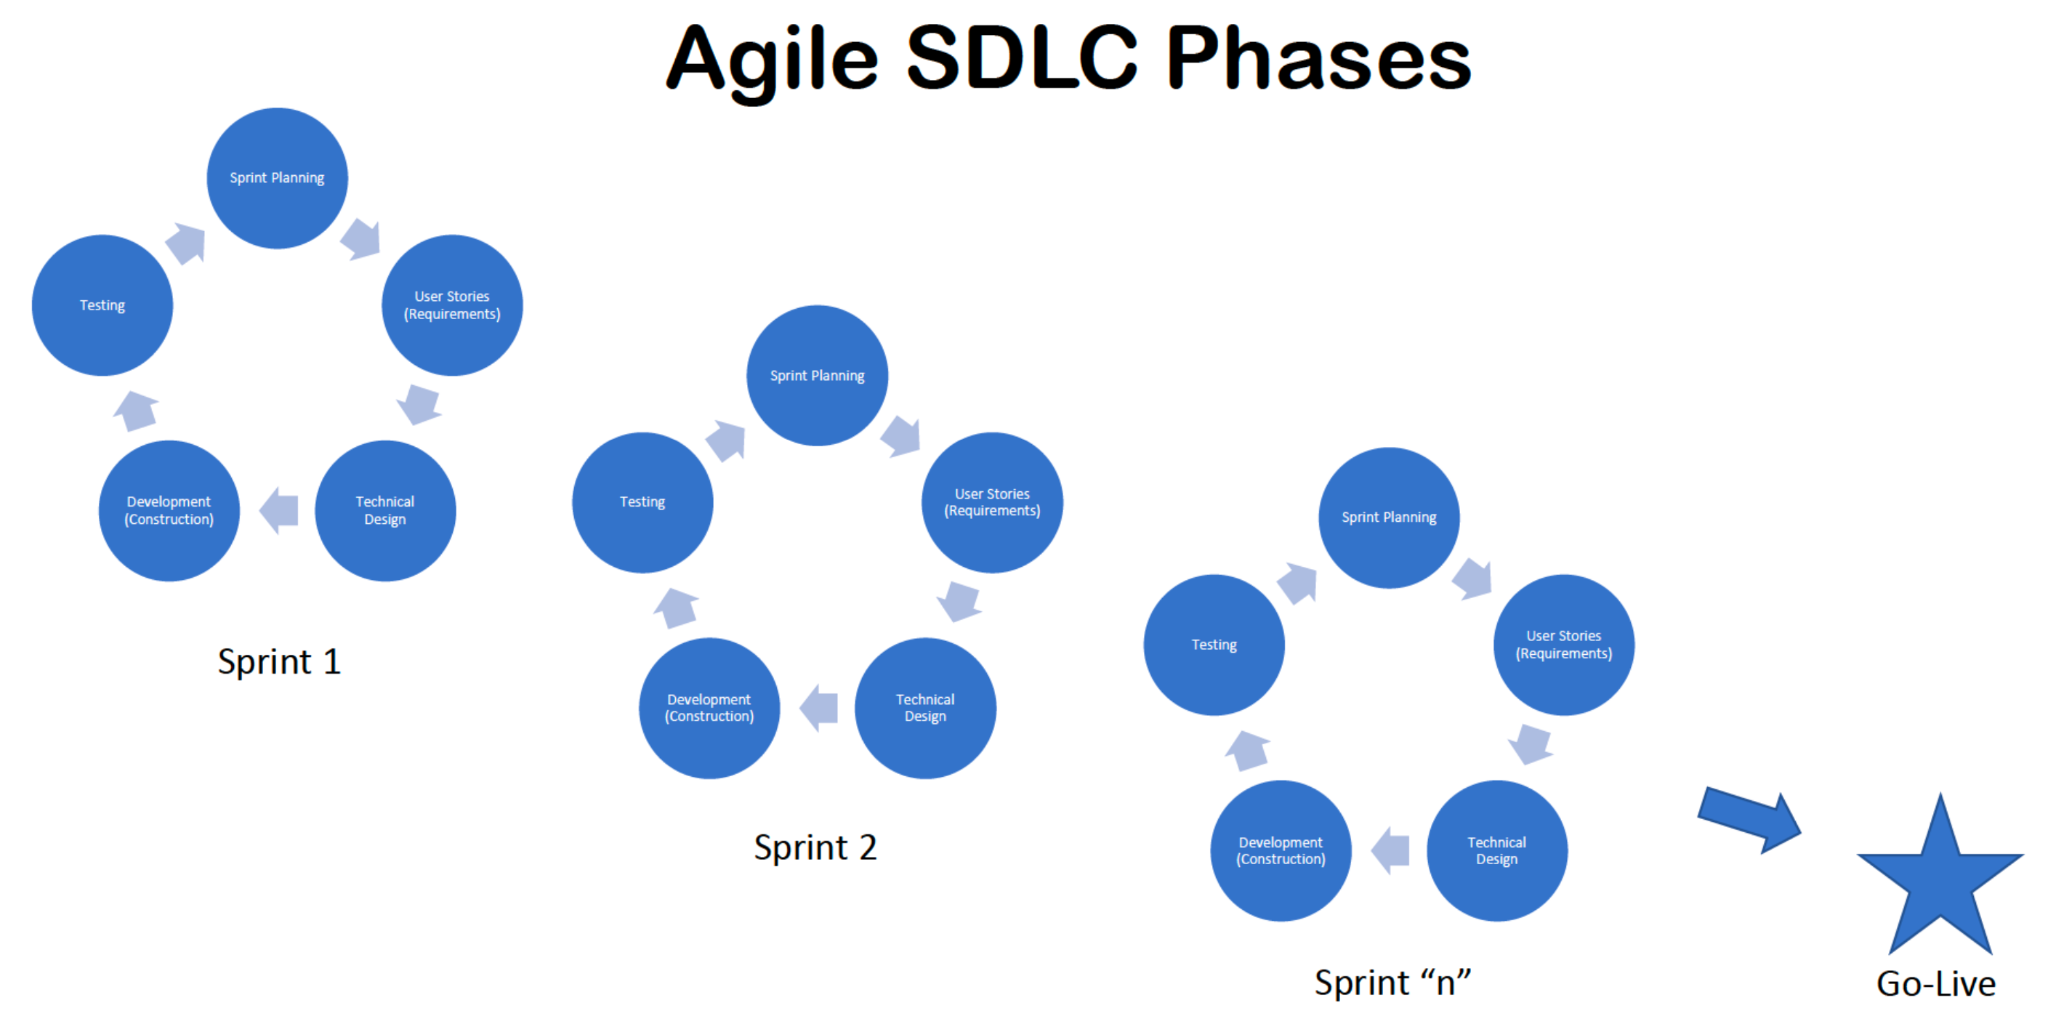 Agile SDLC Phases
Sprint Planning
User Stories
(Requirements)
Technical
Design
Development
(Construction)
Testing
Sprint 1
Sprint Planning
User Stories
(Requirements)
Technical
Design
Development
(Construction)
Testing
Sprint 2
Sprint Planning
User Stories
(Requirements)
Technical
Design
Development
(Construction)
Testing
Sprint “n”
Go-Live